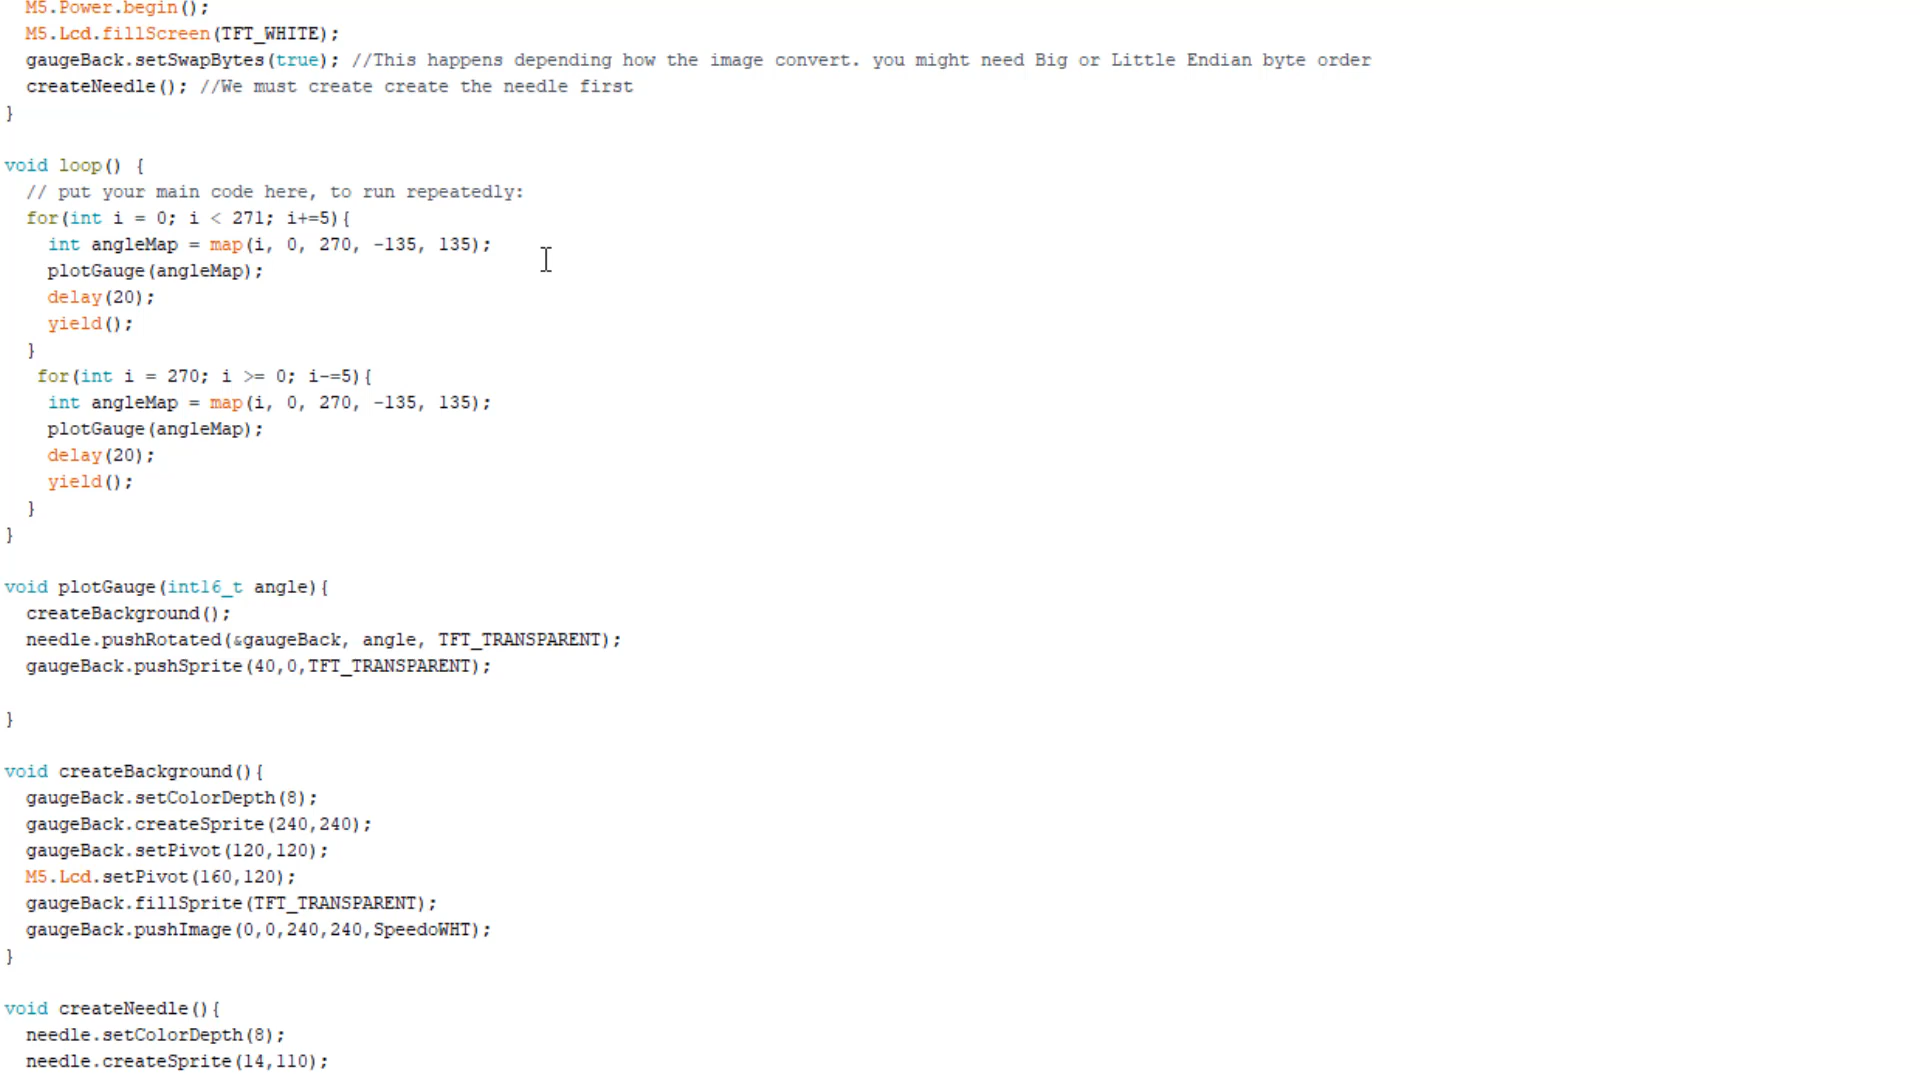 M5.Power.begin();
M5.Lcd.fillScreen(TFT_WHITE);
gaugeBack.setSwapBytes(true); //This happens depending how the image convert. you might need Big or Little Endian byte order
createNeedle(); //We must create create the needle first
}
void loop() {
// put your main code here, to run repeatedly:
for(int i = 0; i < 271; i+=5){
int angleMap = map(i, 0, 270, -135, 135);
plotGauge(angleMap);
delay(20);
yield();
}
for(int i = 270; i >= 0; i-=5){
int angleMap = map(i, 0, 270, -135, 135);
plotGauge(angleMap);
delay(20);
yield();
}
}
void plotGauge(int16_t angle){
createBackground();
needle.pushRotated(&gaugeBack, angle, TFT_TRANSPARENT);
gaugeBack.pushSprite(40,0,TFT_TRANSPARENT);
}
void createBackground(){
gaugeBack.setColorDepth(8);
gaugeBack.createSprite(240,240);
gaugeBack.setPivot(120,120);
M5.Lcd.setPivot(160,120);
gaugeBack.fillSprite(TFT_TRANSPARENT);
gaugeBack.pushImage(0,0,240,240,SpeedoWHT);
}
void createNeedle(){
needle.setColorDepth(8);
needle.createSprite(14,110);